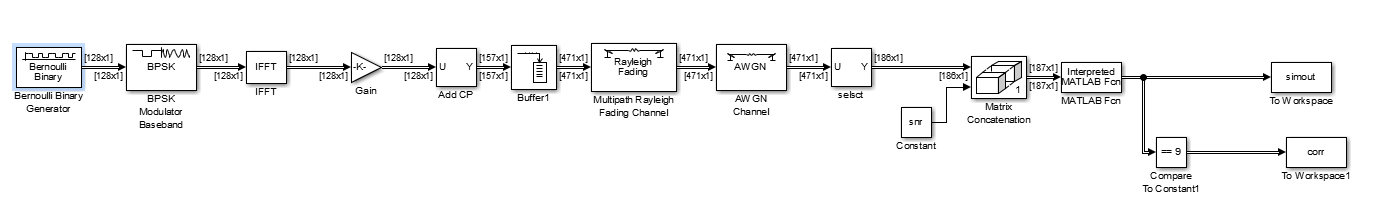 [128x1]
[128x1]
Bernoulli
Binary
Bernoulli Binary
Generator
BPSK
BPSK
Modulator
Baseband
[128x1]
[128x1]
IFFT
IFFT
[128x1]
[128x1]
-K-
Gain
[128x1]
[128x1]
U Y
Add CP
[157x1]
[157x1]
Buffer1
[471x1]
[471x1]
Rayleigh
Fading
Multipath Rayleigh
Fading Channel
[471x1]
[471x1]
AWGN
AWGN
Channel
[471x1]
[471x1]
U Y
selsct
[186x1]
[186x1]
snr
Constant
1
Matrix
Concatenation
[187x1]
[187x1]
Interpreted
MATLAB Fcn
MATLAB Fcn
simout
To Workspace
== 9
Compare
To Constant1
corr
To Workspace1